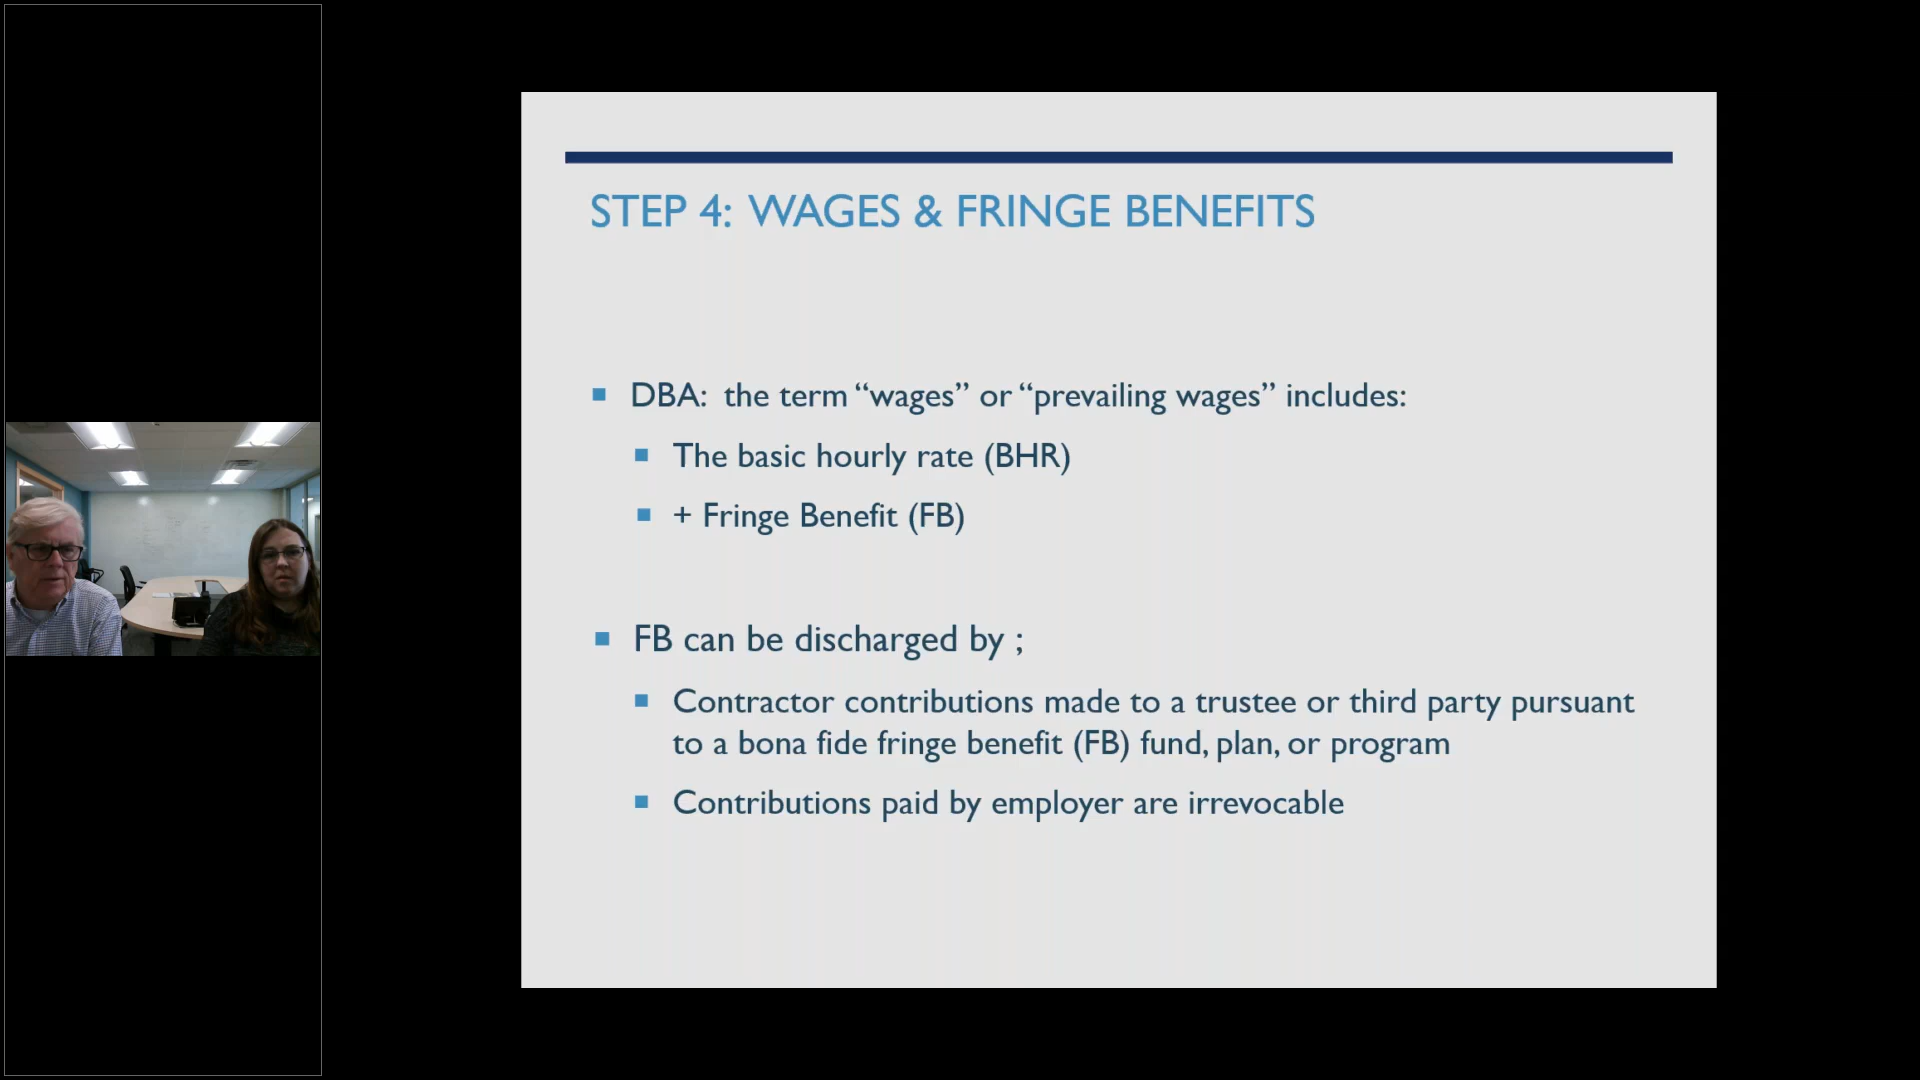 STEP 4: WAGES & FRINGE BENEFITS
DBA: the term “wages” or “prevailing wages” includes:
The basic hourly rate (BHR)
+ Fringe Benefit (FB)
FB can be discharged by ;
Contractor contributions made to a trustee or third party pursuant
to a bona fide fringe benefit (FB) fund, plan, or program
Contributions paid by employer are irrevocable